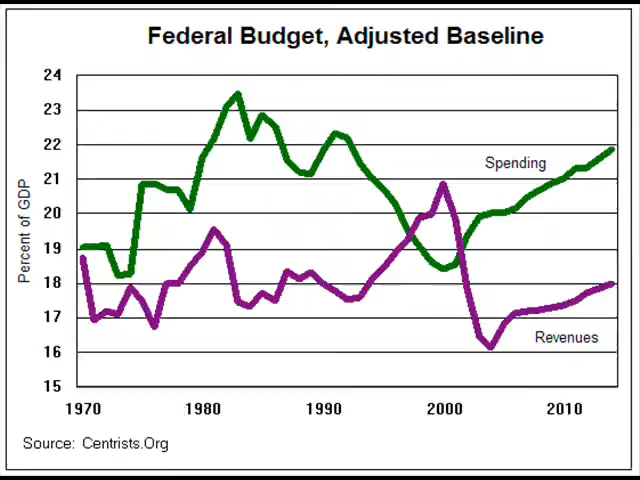 Federal Budget, Adjusted Baseline
24
23
22
21
20
19
18
17
16
15
Percent of GDP
Spending
Revenues
1970 1980 1990 2000 2010
Source: Centrists.Org